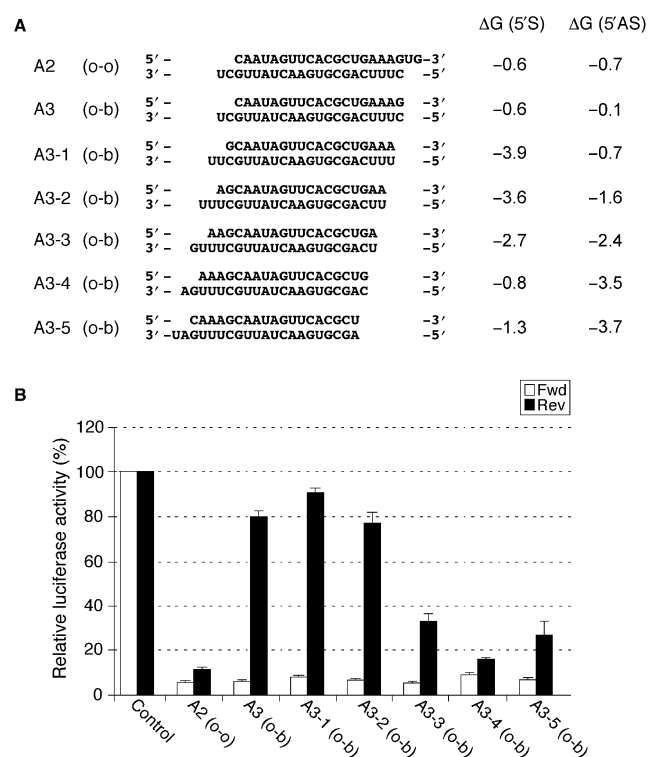 A
ΔG (5′S) ΔG (5′AS)
A2 (o-o) 5′ - CAAUAGUUCACGCUGAAAGUG-3′ −0.6 −0.7
3′ - UCGUUAUCAAGUGCGACUUUC -5′
A3 (o-b) 5′ - CAAUAGUUCACGCUGAAAG -3′ −0.6 −0.1
3′ - UCGUUAUCAAGUGCGACUUUC -5′
A3-1 (o-b) 5′ - GCAAUAGUUCACGCUGAAA -3′ −3.9 −0.7
3′ - UUCGUUAUCAAGUGCGACUUU -5′
A3-2 (o-b) 5′ - AGCAAUAGUUCACGCUGAA -3′ −3.6 −1.6
3′ - UUUCGUUAUCAAGUGCGACUU -5′
A3-3 (o-b) 5′ - AAGCAAUAGUUCACGCUGA -3′ −2.7 −2.4
3′ - GUUUCGUUAUCAAGUGCGACU -5′
A3-4 (o-b) 5′ - AAAGCAAUAGUUCACGCUG -3′ −0.8 −3.5
3′ - AGUUUCGUUAUCAAGUGCGAC -5′
A3-5 (o-b) 5′ - CAAAGCAAUAGUUCACGCU -3′ −1.3 −3.7
3′ -UAGUUUCGUUAUCAAGUGCGA -5′
B
Fwd
Rev
Relative luciferase activity (%)
120
100
80
60
40
20
0
Control
A2 (o-o)
A3 (o-b)
A3-1 (o-b)
A3-2 (o-b)
A3-3 (o-b)
A3-4 (o-b)
A3-5 (o-b)